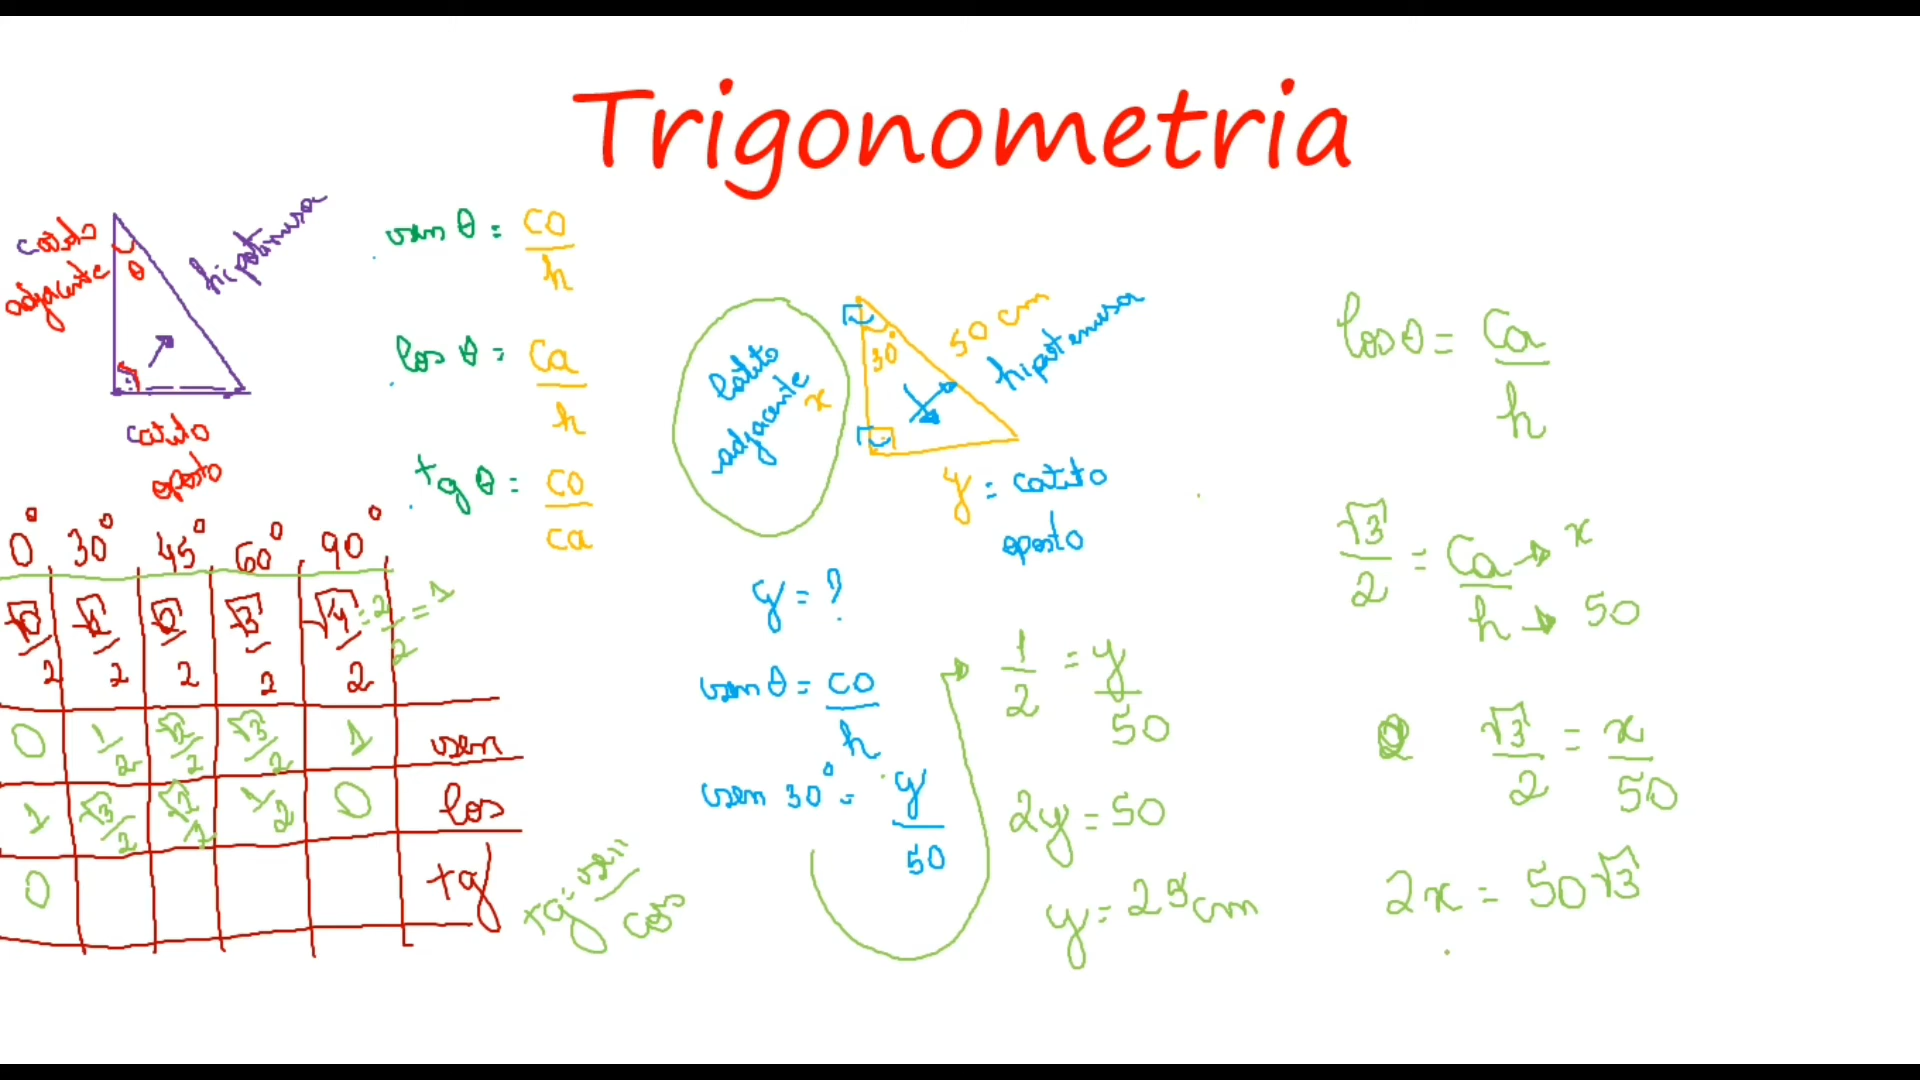 Trigonometria
cateto
adjacente
θ
hipotenusa
cateto
oposto
sen θ = co/h
cos θ = ca/h
tg θ = co/ca
0° 30° 45° 60° 90°
√0/2 √1/2 √2/2 √3/2 √4/2 = 2/2 = 1
0 1/2 √2/2 √3/2 1 sen
1 √3/2 √2/2 1/2 0 cos
0 tg
tg = sen/cos
cateto
adjacente
x
30°
50 cm
hipotenusa
y = cateto
oposto
y = ?
sen θ = co/h
sen 30° = y/50
1/2 = y/50
2y = 50
y = 25 cm
cos θ = ca/h
√3/2 = ca → x
h → 50
√3/2 = x/50
2x = 50√3